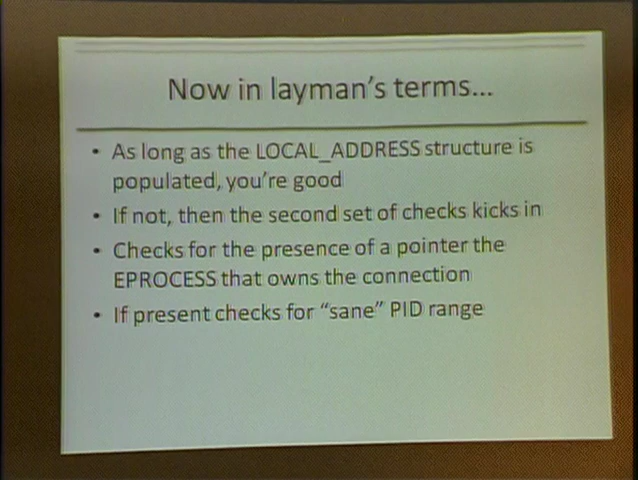 Now in layman's terms...
• As long as the LOCAL_ADDRESS structure is
populated, you're good
• If not, then the second set of checks kicks in
• Checks for the presence of a pointer the
EPROCESS that owns the connection
• If present checks for "sane" PID range